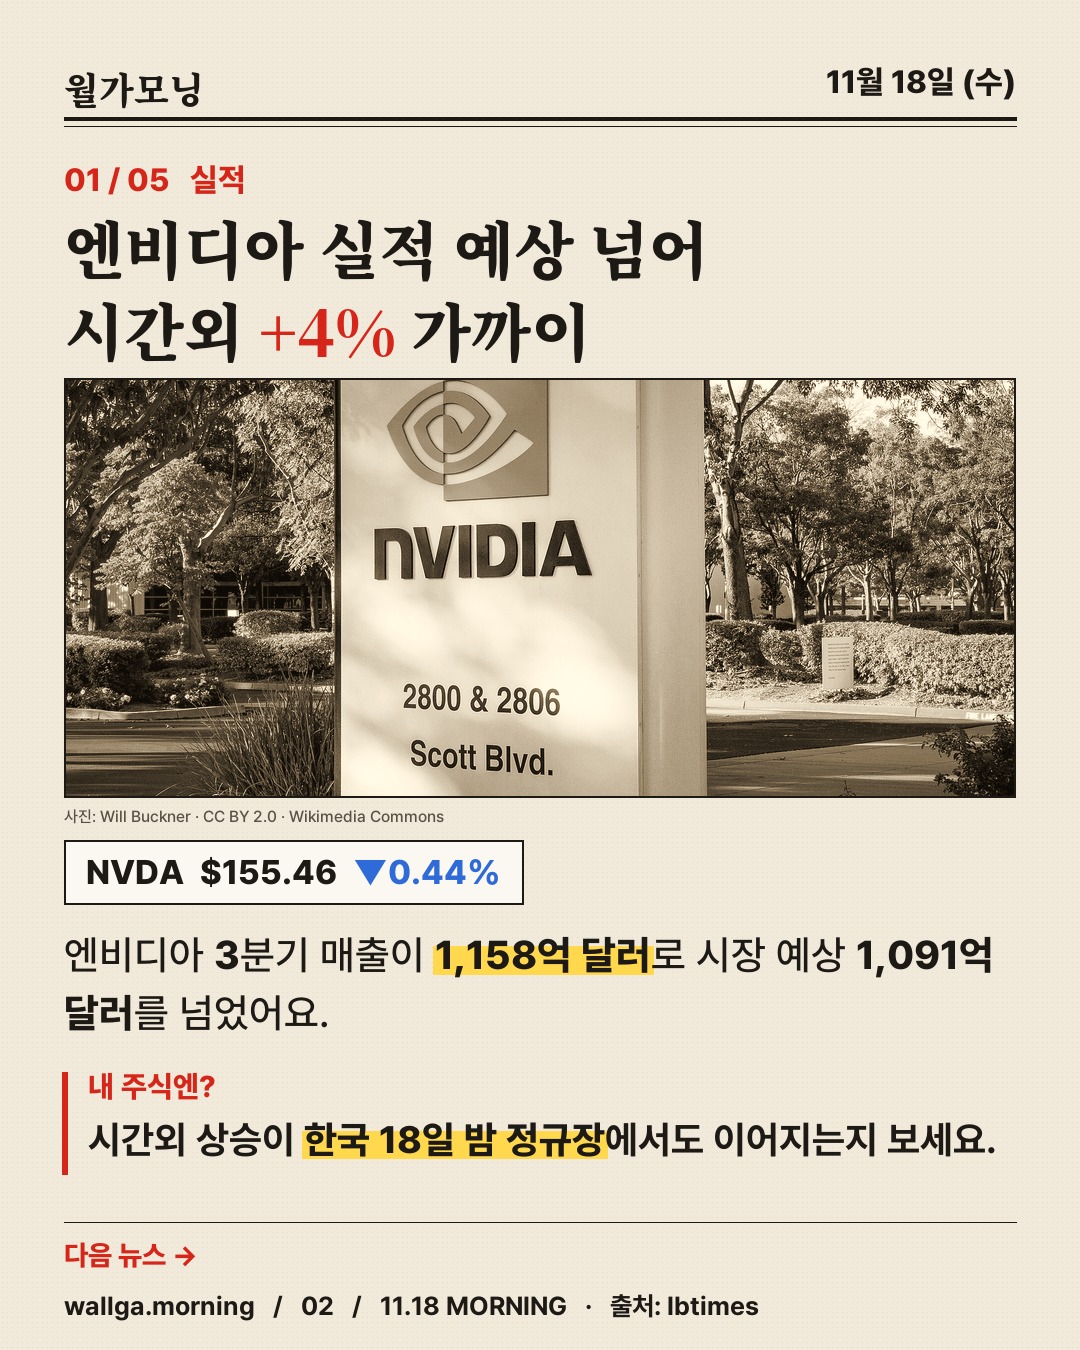 월가모닝
11월 18일 (수)
01 / 05 실적
엔비디아 실적 예상 넘어
시간외 +4% 가까이
NVIDIA
2800 & 2806
Scott Blvd.
사진: Will Buckner · CC BY 2.0 · Wikimedia Commons
NVDA $155.46 ▼0.44%
엔비디아 3분기 매출이 1,158억 달러로 시장 예상 1,091억
달러를 넘었어요.
내 주식엔?
시간외 상승이 한국 18일 밤 정규장에서도 이어지는지 보세요.
다음 뉴스 →
wallga.morning / 02 / 11.18 MORNING · 출처: Ibtimes